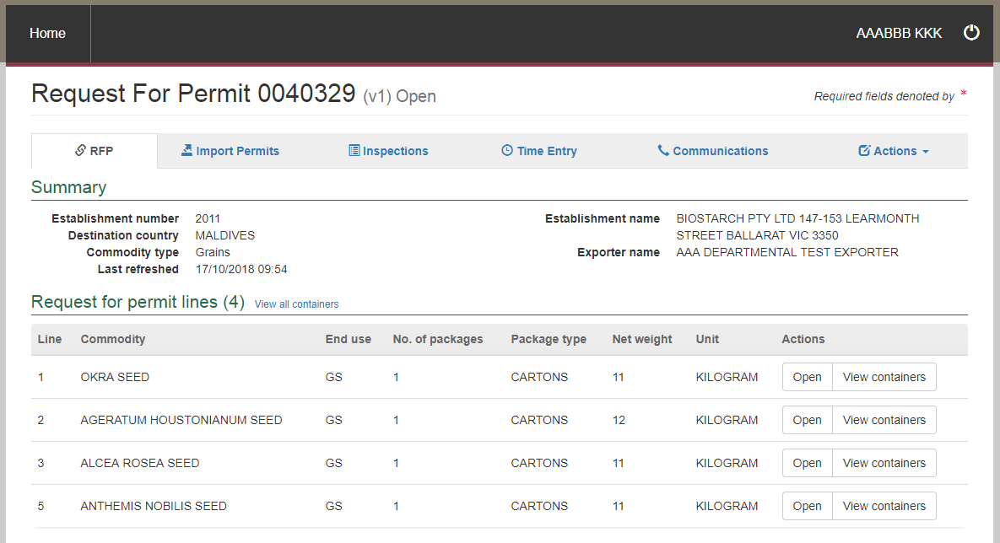 Home
AAABBB KKK
Request For Permit 0040329 (v1) Open
Required fields denoted by *
RFP Import Permits Inspections Time Entry Communications Actions
Summary
Establishment number 2011
Destination country MALDIVES
Commodity type Grains
Last refreshed 17/10/2018 09:54
Establishment name BIOSTARCH PTY LTD 147-153 LEARMONTH
STREET BALLARAT VIC 3350
Exporter name AAA DEPARTMENTAL TEST EXPORTER
Request for permit lines (4) View all containers
Line Commodity End use No. of packages Package type Net weight Unit Actions
1 OKRA SEED GS 1 CARTONS 11 KILOGRAM Open View containers
2 AGERATUM HOUSTONIANUM SEED GS 1 CARTONS 12 KILOGRAM Open View containers
3 ALCEA ROSEA SEED GS 1 CARTONS 11 KILOGRAM Open View containers
5 ANTHEMIS NOBILIS SEED GS 1 CARTONS 11 KILOGRAM Open View containers